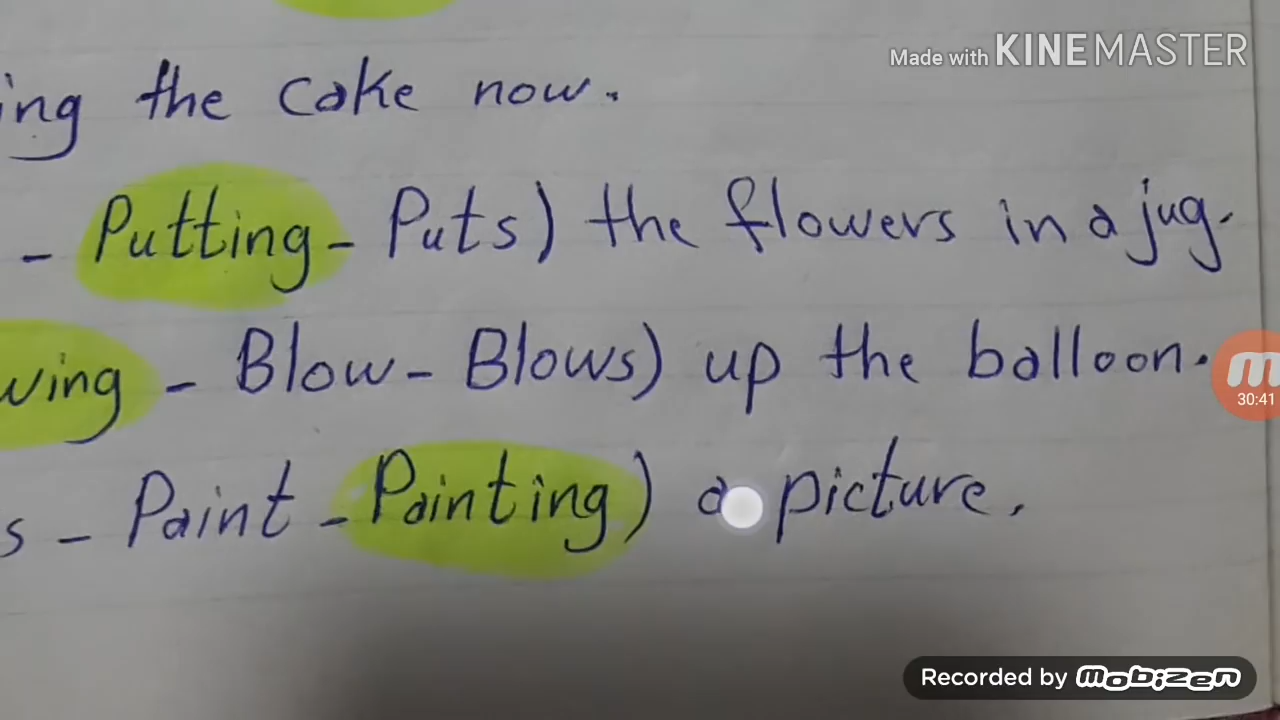 Made with KINEMASTER
ing the cake now.
- Putting - Puts) the flowers in a jug.
wing - Blow - Blows) up the balloon.
30:41
s - Paint - Painting) a picture.
Recorded by mobizen